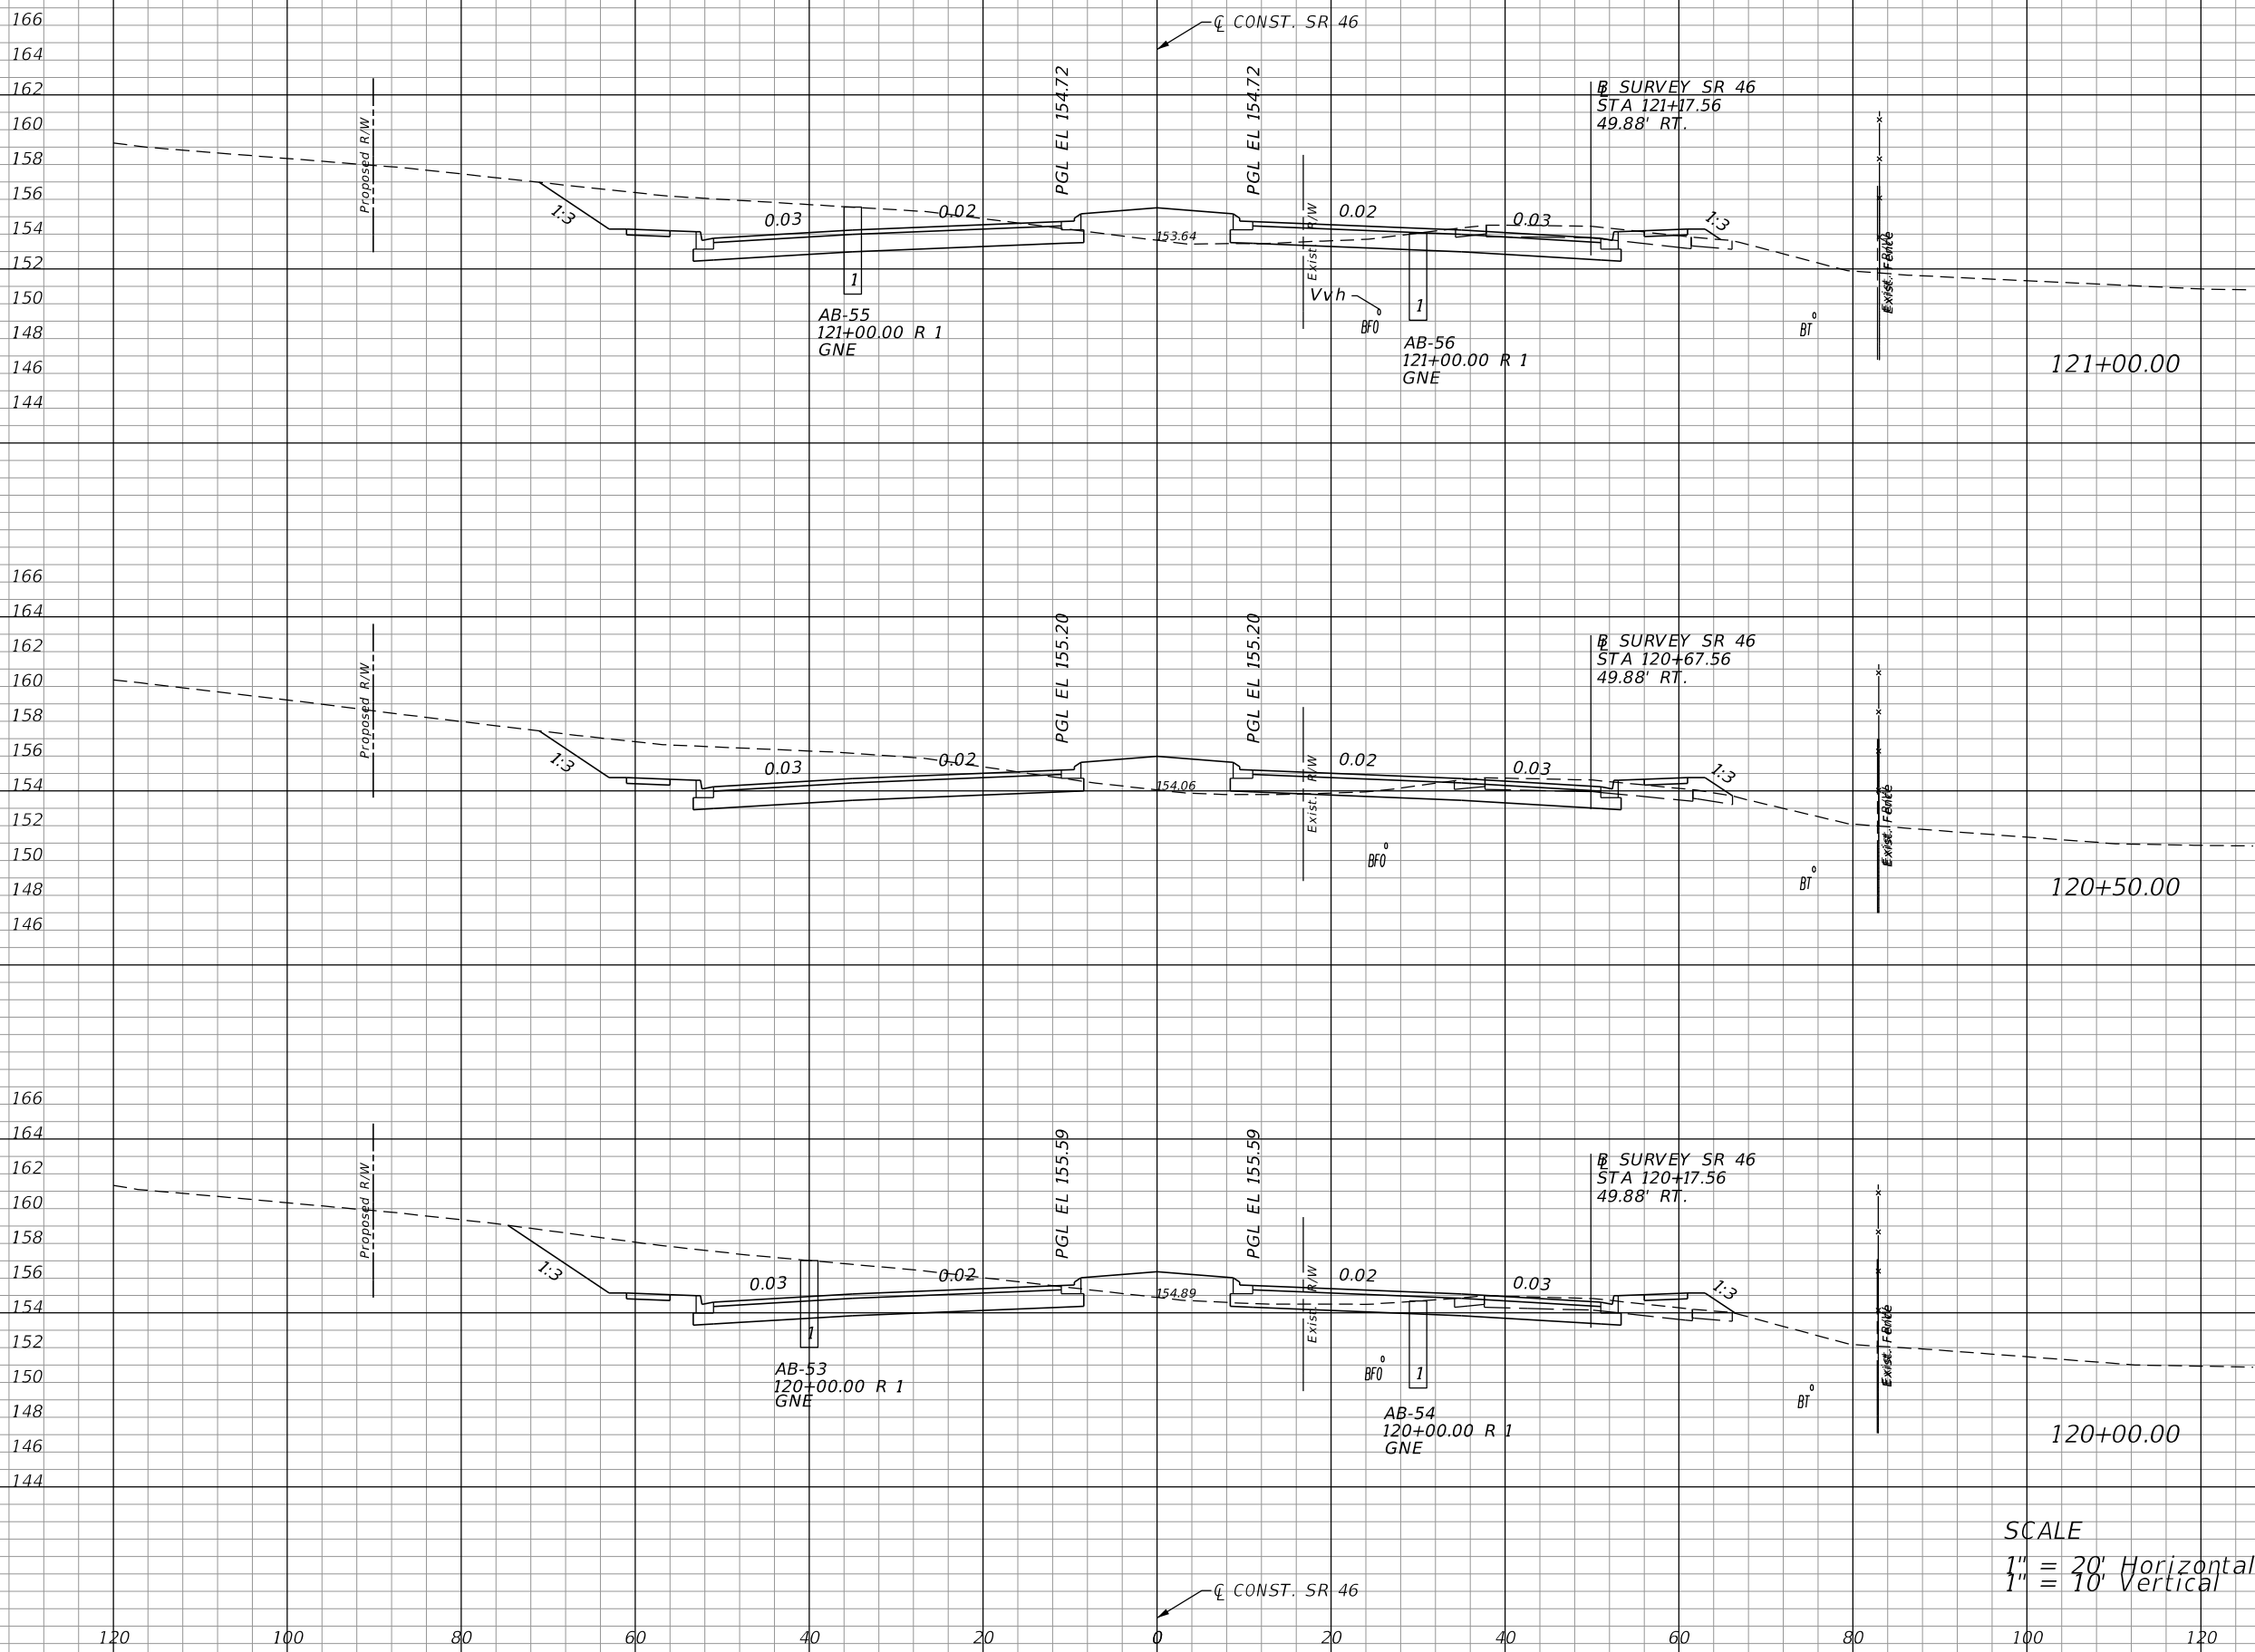 166
℄ CONST. SR 46
164
162
PGL EL 154.72
PGL EL 154.72
℄ SURVEY SR 46
STA 121+17.56
49.88' RT.
160
Proposed R/W
158
156
1:3
0.03
0.02
0.02
0.03
1:3
154
153.64
Exist. R/W
Exist. Fence
152
1
Vvh
1
150
BFO
BT
AB-55
121+00.00 R 1
GNE
148
AB-56
121+00.00 R 1
GNE
146
121+00.00
144
166
164
162
PGL EL 155.20
PGL EL 155.20
℄ SURVEY SR 46
STA 120+67.56
49.88' RT.
160
Proposed R/W
158
156
1:3
0.03
0.02
0.02
0.03
1:3
154
154.06
Exist. R/W
Exist. Fence
152
150
BFO
BT
148
120+50.00
146
166
164
162
PGL EL 155.59
PGL EL 155.59
℄ SURVEY SR 46
STA 120+17.56
49.88' RT.
160
Proposed R/W
158
156
1:3
0.03
0.02
0.02
0.03
1:3
154
154.89
Exist. R/W
Exist. Fence
152
1
150
AB-53
120+00.00 R 1
GNE
BFO
1
BT
148
AB-54
120+00.00 R 1
GNE
146
120+00.00
144
SCALE
1" = 20' Horizontal
1" = 10' Vertical
℄ CONST. SR 46
120 100 80 60 40 20 0 20 40 60 80 100 120